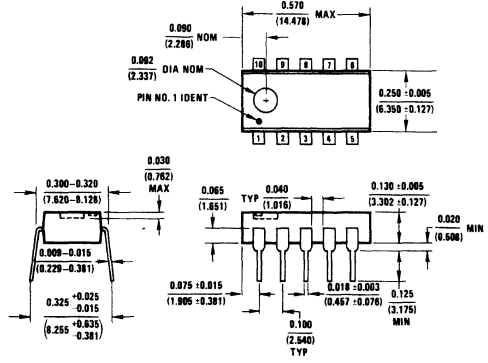 0.570
(14.478) MAX
0.090
(2.286) NOM
0.092
(2.337) DIA NOM
PIN NO. 1 IDENT
10 9 8 7 6
1 2 3 4 5
0.250 ±0.005
(6.350 ±0.127)
0.300–0.320
(7.620–8.128)
0.030
(0.762)
MAX
0.009–0.015
(0.229–0.381)
0.325 +0.025
−0.015
(8.255 +0.635
−0.381)
0.065
(1.651)
TYP 0.040
(1.016)
0.130 ±0.005
(3.302 ±0.127)
0.020
(0.508) MIN
0.075 ±0.015
(1.905 ±0.381)
0.018 ±0.003
(0.457 ±0.076)
0.125
(3.175)
MIN
0.100
(2.540)
TYP